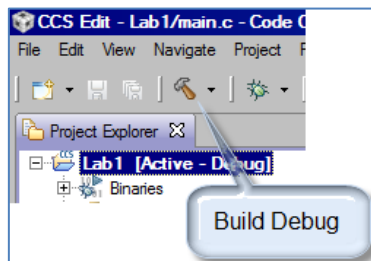 CCS Edit - Lab1/main.c - Code
File Edit View Navigate Project
Project Explorer
Lab1 [Active - Debug]
Binaries
Build Debug